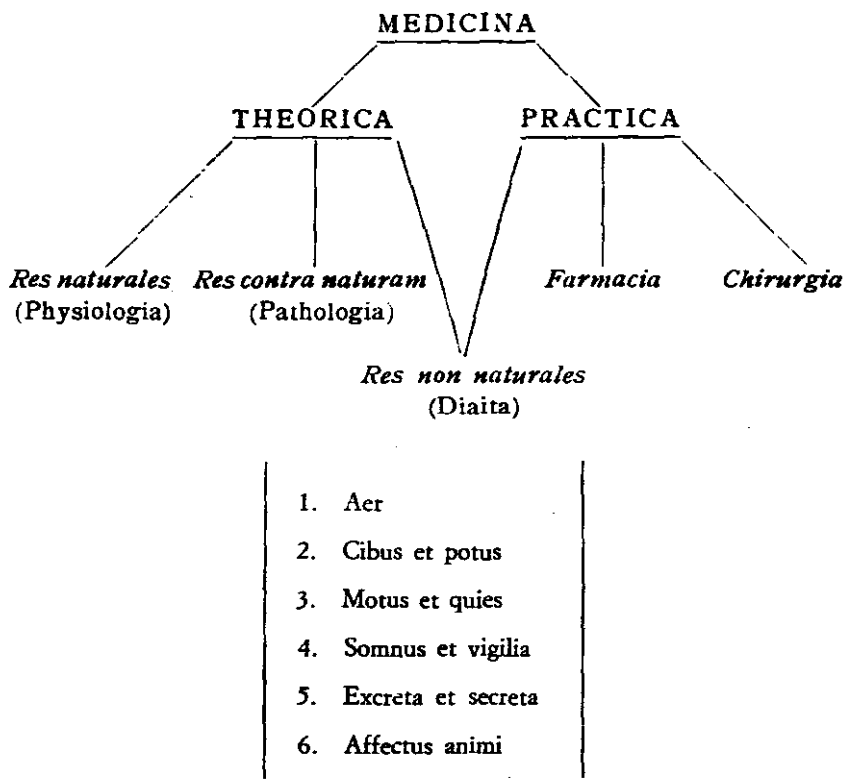 MEDICINA
THEORICA PRACTICA
Res naturales Res contra naturam Farmacia Chirurgia
(Physiologia) (Pathologia)
Res non naturales
(Diaita)
1. Aer
2. Cibus et potus
3. Motus et quies
4. Somnus et vigilia
5. Excreta et secreta
6. Affectus animi